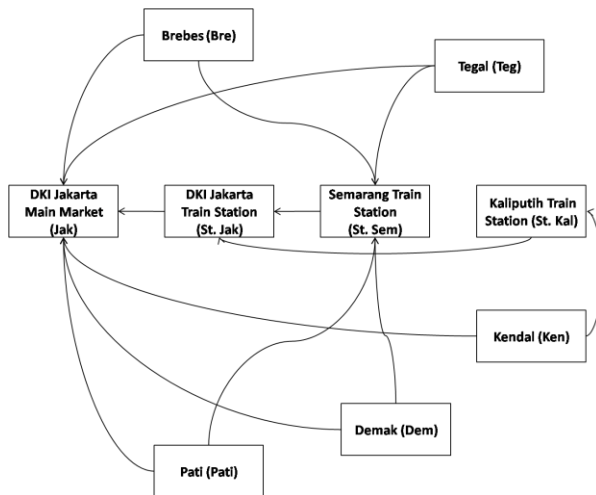 Brebes (Bre)
Tegal (Teg)
DKI Jakarta
Main Market
(Jak)
DKI Jakarta
Train Station
(St. Jak)
Semarang Train
Station
(St. Sem)
Kaliputih Train
Station (St. Kal)
Kendal (Ken)
Demak (Dem)
Pati (Pati)